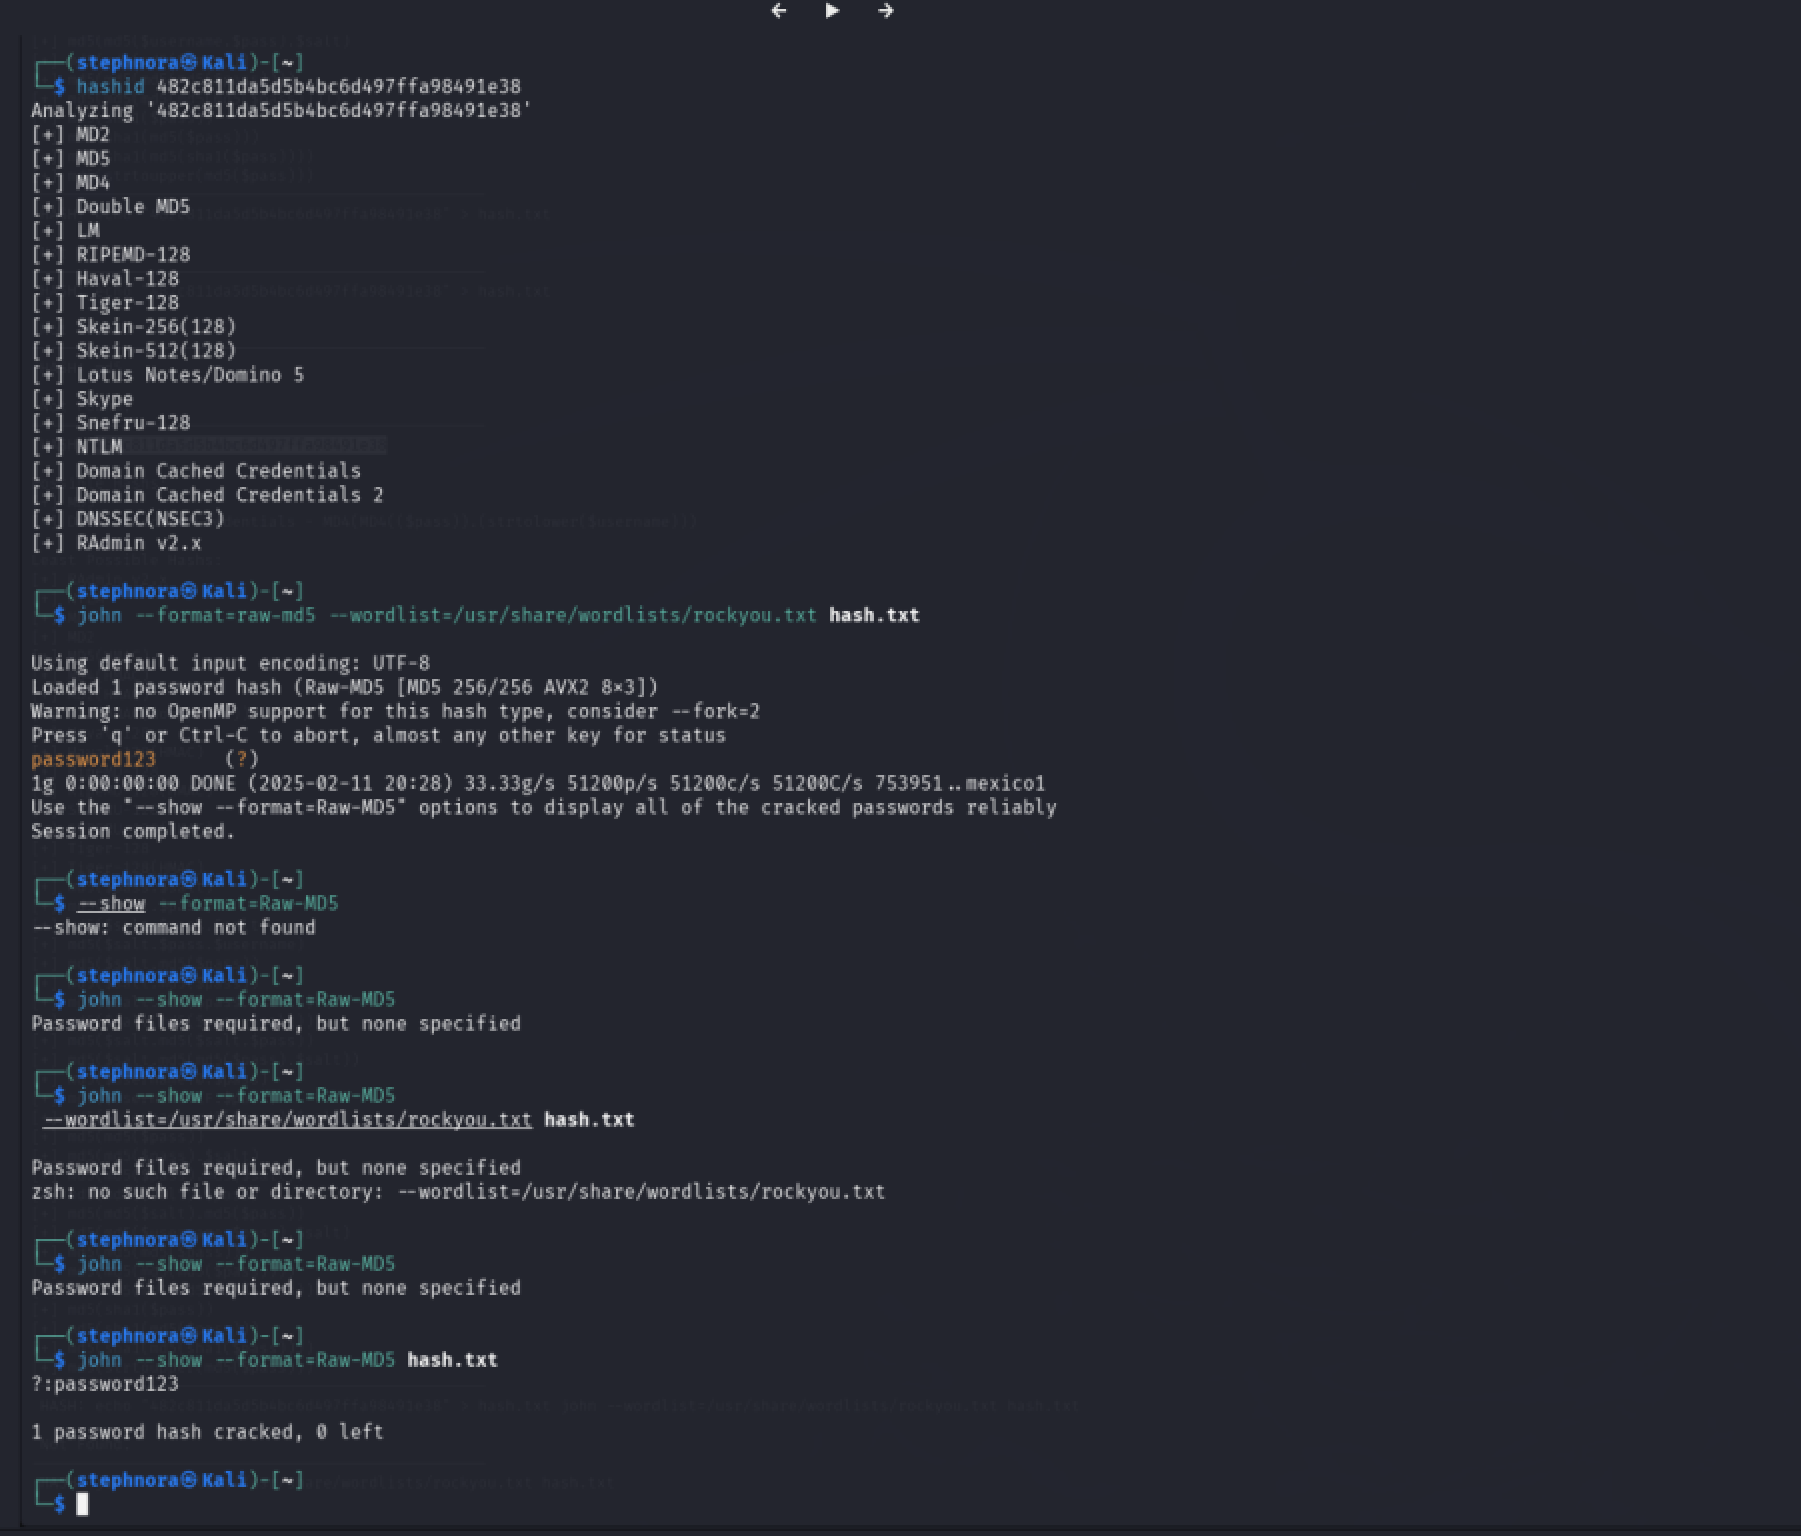 ← ▶ →
┌──(stephnora㉿Kali)-[~]
└─$ hashid 482c811da5d5b4bc6d497ffa98491e38
Analyzing '482c811da5d5b4bc6d497ffa98491e38'
[+] MD2
[+] MD5
[+] MD4
[+] Double MD5
[+] LM
[+] RIPEMD-128
[+] Haval-128
[+] Tiger-128
[+] Skein-256(128)
[+] Skein-512(128)
[+] Lotus Notes/Domino 5
[+] Skype
[+] Snefru-128
[+] NTLM
[+] Domain Cached Credentials
[+] Domain Cached Credentials 2
[+] DNSSEC(NSEC3)
[+] RAdmin v2.x
┌──(stephnora㉿Kali)-[~]
└─$ john --format=raw-md5 --wordlist=/usr/share/wordlists/rockyou.txt hash.txt
Using default input encoding: UTF-8
Loaded 1 password hash (Raw-MD5 [MD5 256/256 AVX2 8×3])
Warning: no OpenMP support for this hash type, consider --fork=2
Press 'q' or Ctrl-C to abort, almost any other key for status
password123      (?)
1g 0:00:00:00 DONE (2025-02-11 20:28) 33.33g/s 51200p/s 51200c/s 51200C/s 753951..mexico1
Use the "--show --format=Raw-MD5" options to display all of the cracked passwords reliably
Session completed.
┌──(stephnora㉿Kali)-[~]
└─$ --show --format=Raw-MD5
--show: command not found
┌──(stephnora㉿Kali)-[~]
└─$ john --show --format=Raw-MD5
Password files required, but none specified
┌──(stephnora㉿Kali)-[~]
└─$ john --show --format=Raw-MD5
--wordlist=/usr/share/wordlists/rockyou.txt hash.txt
Password files required, but none specified
zsh: no such file or directory: --wordlist=/usr/share/wordlists/rockyou.txt
┌──(stephnora㉿Kali)-[~]
└─$ john --show --format=Raw-MD5
Password files required, but none specified
┌──(stephnora㉿Kali)-[~]
└─$ john --show --format=Raw-MD5 hash.txt
?:password123
1 password hash cracked, 0 left
┌──(stephnora㉿Kali)-[~]
└─$